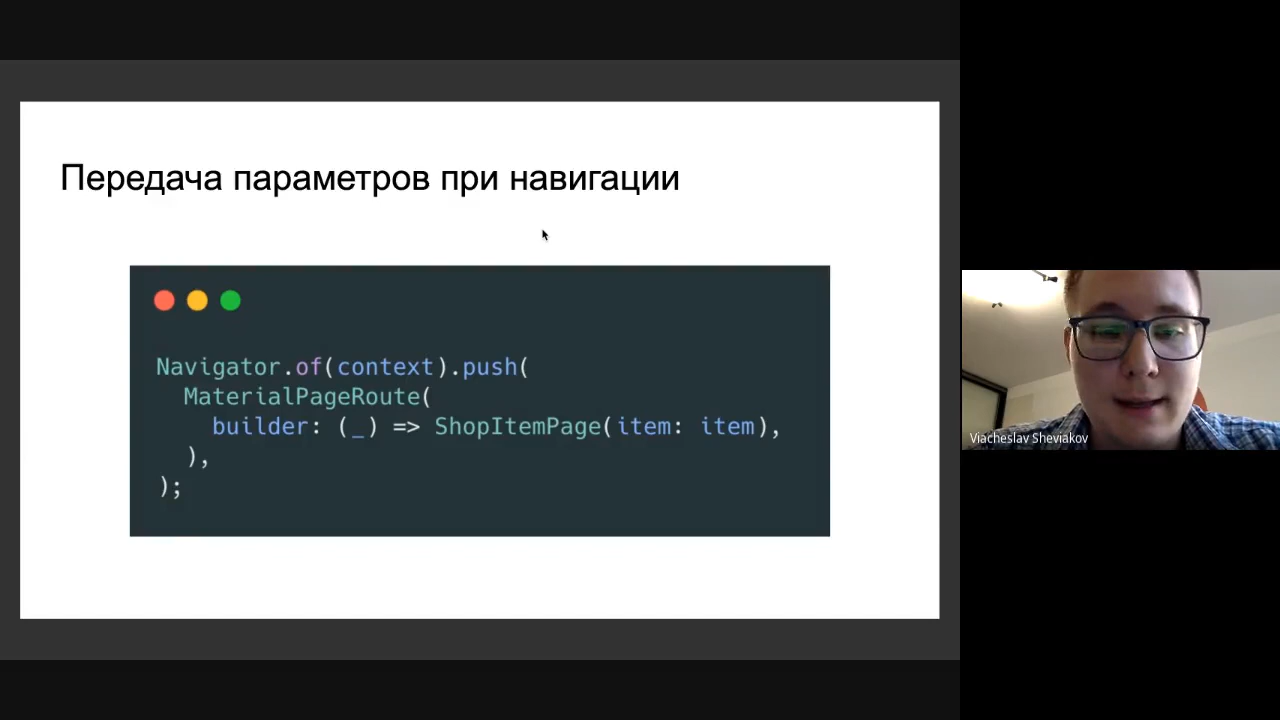 Передача параметров при навигации
Navigator.of(context).push(
MaterialPageRoute(
builder: (_) => ShopItemPage(item: item),
),
);
Viacheslav Sheviakov